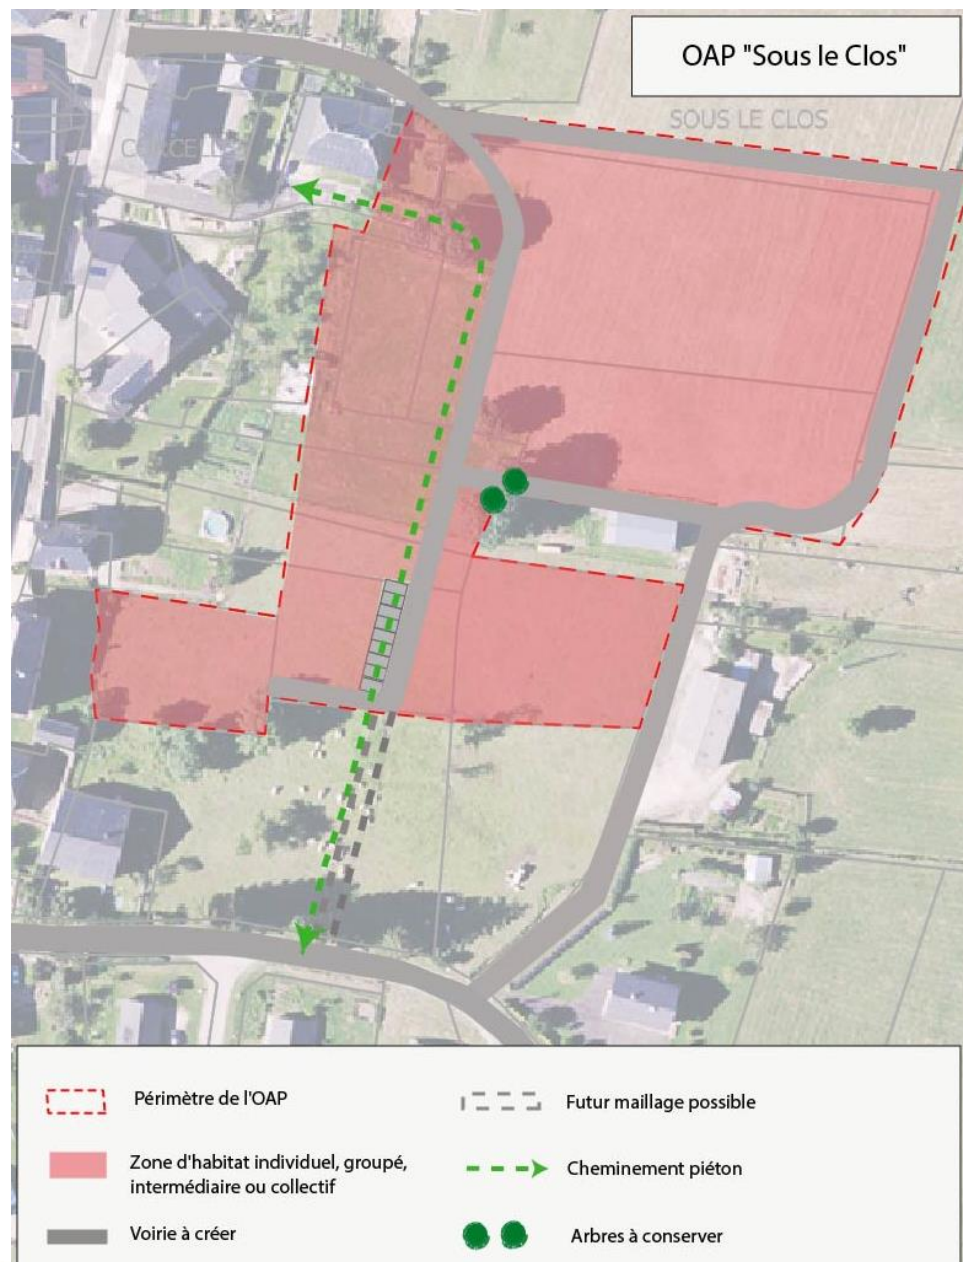 OAP "Sous le Clos"
SOUS LE CLOS
Périmètre de l'OAP
Futur maillage possible
Zone d'habitat individuel, groupé,
intermédiaire ou collectif
Cheminement piéton
Voirie à créer
Arbres à conserver